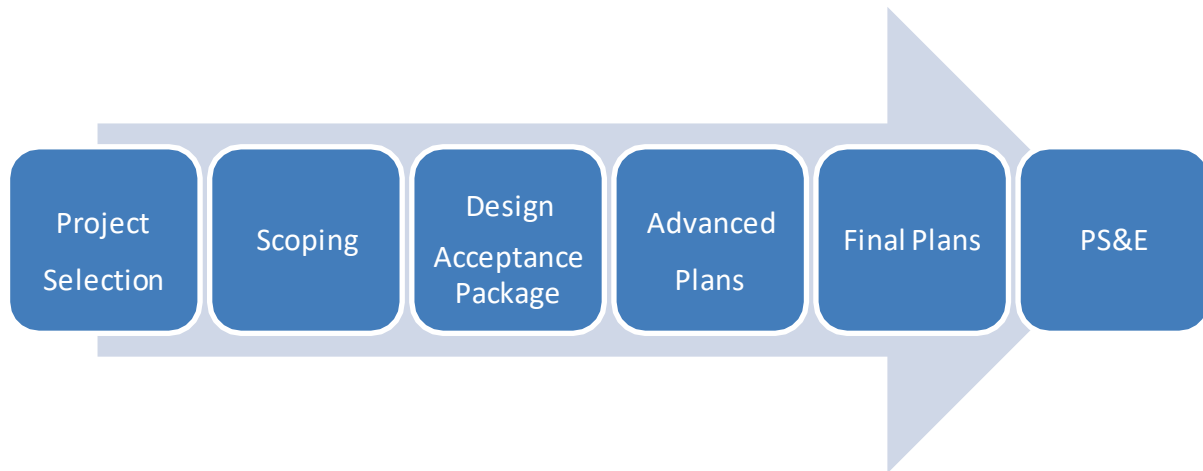 Project
Selection
Scoping
Design
Acceptance
Package
Advanced
Plans
Final Plans
PS&E